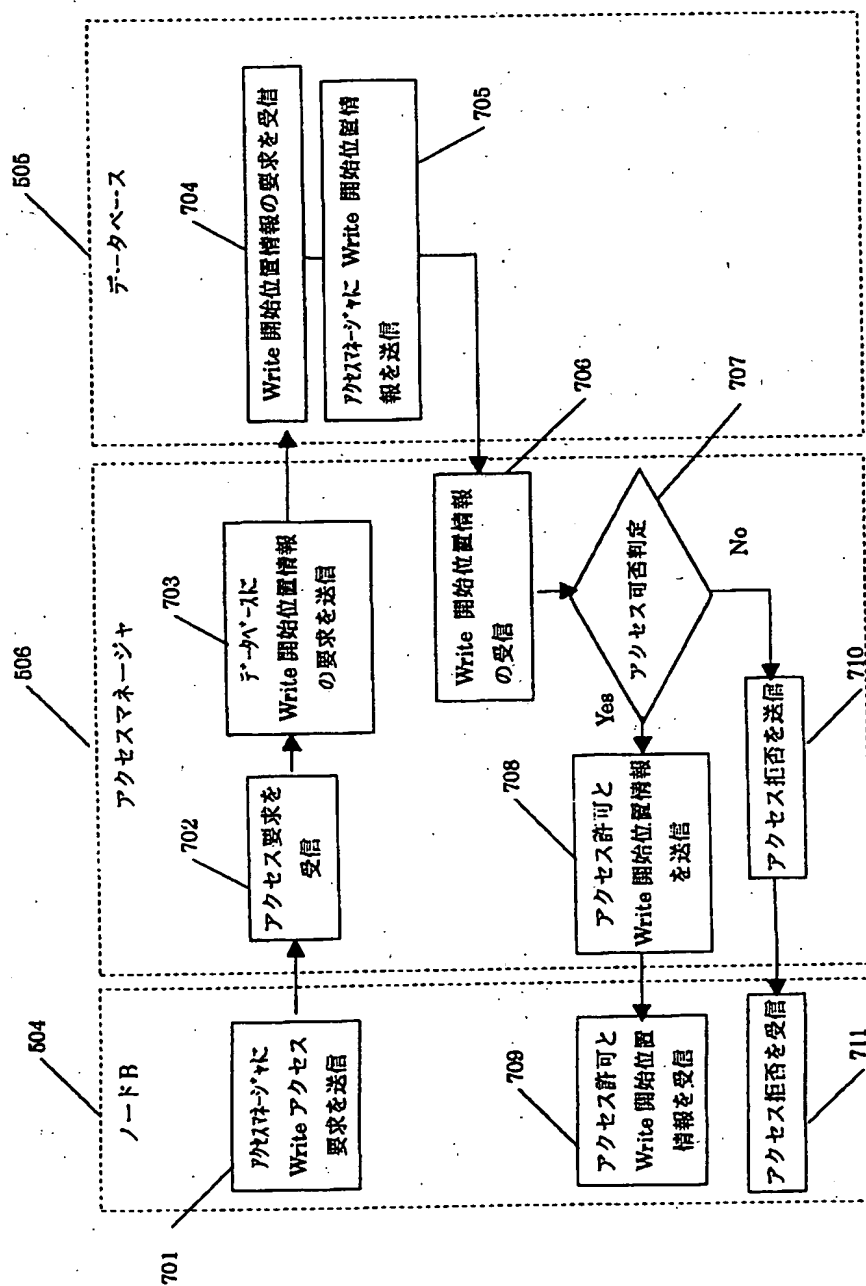 504
ノードB
701
アクセスマネージャに
Write アクセス
要求を送信
709
アクセス許可と
Write 開始位置
情報を受信
アクセス拒否を受信
711
506
アクセスマネージャ
702
アクセス要求を
受信
703
データベースに
Write 開始位置情報
の要求を送信
706
Write 開始位置情報
の受信
707
アクセス可否判定
Yes
No
708
アクセス許可と
Write 開始位置情報
を送信
710
アクセス拒否を送信
505
データベース
704
Write 開始位置情報の要求を受信
705
アクセスマネージャに Write 開始位置情
報を送信